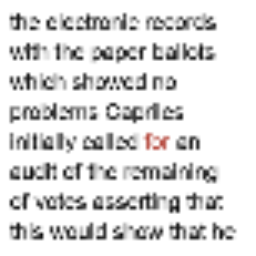 the electronic records
with the paper ballots
which showed no
problems Capriles
initially called for an
audit of the remaining
of votes asserting that
this would show that he